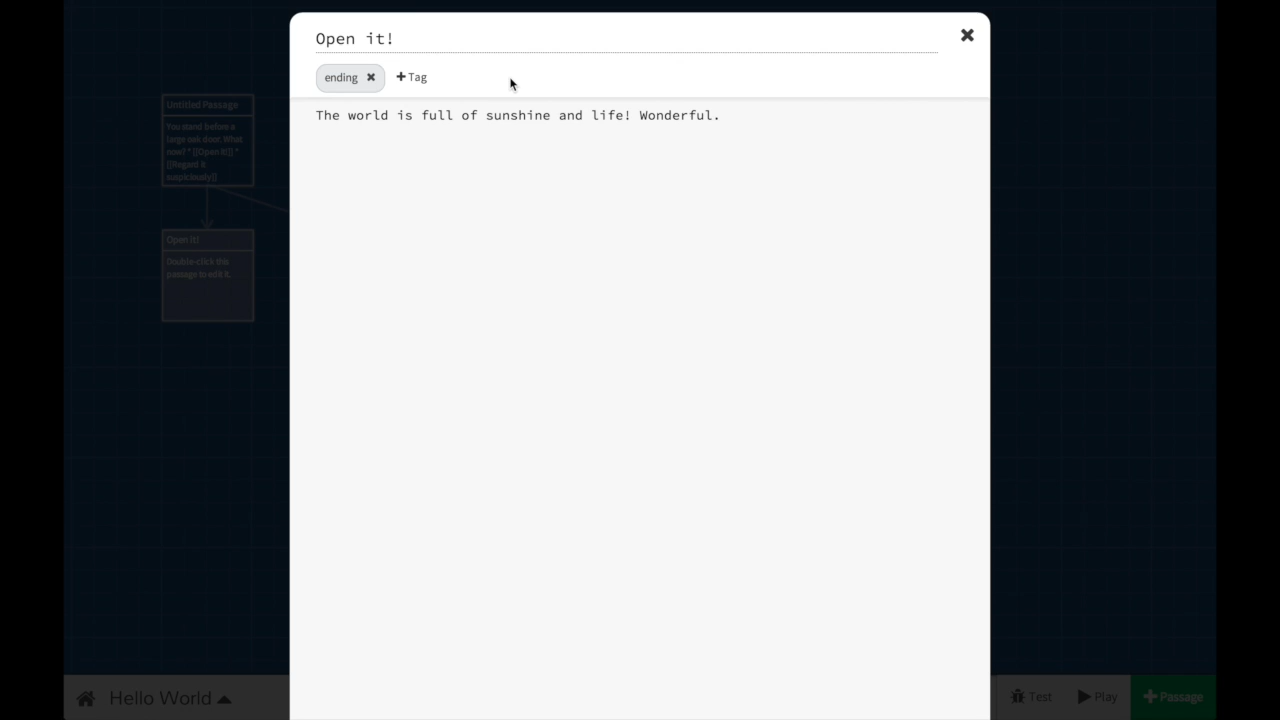 Open it!
ending
Tag
The world is full of sunshine and life! Wonderful.
Untitled Passage
You stand before a
large oak door. What
now? * [[Open it!]] *
[[Regard it
suspiciously]]
Open it!
Double-click this
passage to edit it.
Hello World
Test
Play
Passage